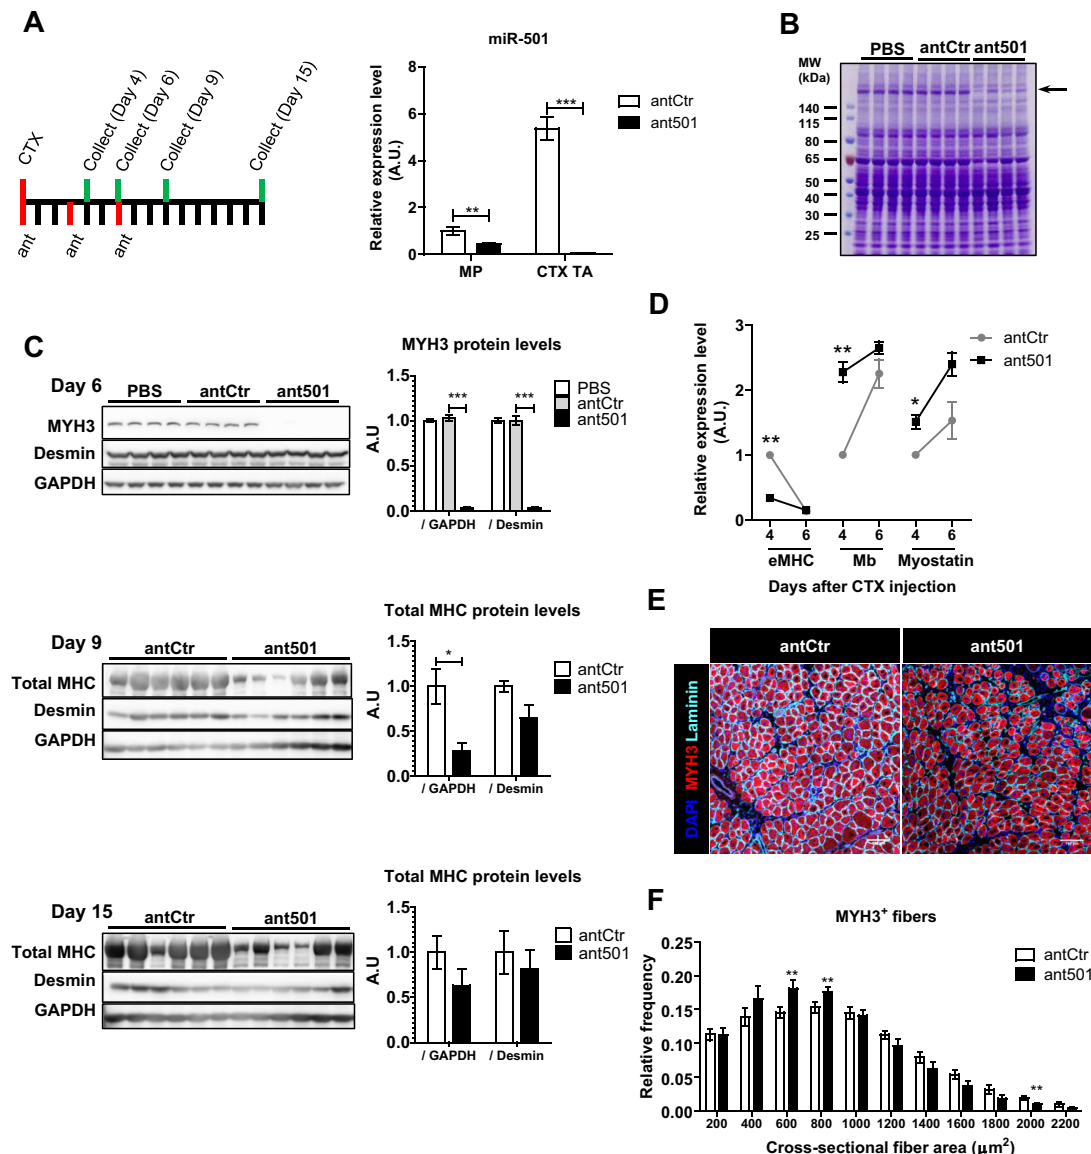 A
CTX
Collect (Day 4)
Collect (Day 6)
Collect (Day 9)
Collect (Day 15)
ant
ant
ant
miR-501
Relative expression level
(A.U.)
8
6
4
2
0
**
***
MP
CTX TA
antCtr
ant501
B
MW
(kDa)
PBS
antCtr
ant501
140
115
80
65
50
40
30
25
C
Day 6
PBS
antCtr
ant501
MYH3
Desmin
GAPDH
MYH3 protein levels
A.U
1.5
1.0
0.5
0.0
***
***
/ GAPDH
/ Desmin
PBS
antCtr
ant501
Day 9
antCtr
ant501
Total MHC
Desmin
GAPDH
Total MHC protein levels
A.U
1.5
1.0
0.5
0.0
*
/ GAPDH
/ Desmin
antCtr
ant501
Day 15
antCtr
ant501
Total MHC
Desmin
GAPDH
Total MHC protein levels
A.U
1.5
1.0
0.5
0.0
/ GAPDH
/ Desmin
antCtr
ant501
D
Relative expression level
(A.U.)
3
2
1
0
**
**
*
antCtr
ant501
4 6 4 6 4 6
eMHC Mb Myostatin
Days after CTX injection
E
antCtr
ant501
DAPI MYH3 Laminin
F
MYH3⁺ fibers
Relative frequency
0.25
0.20
0.15
0.10
0.05
0.00
**
**
**
antCtr
ant501
200 400 600 800 1000 1200 1400 1600 1800 2000 2200
Cross-sectional fiber area (μm²)